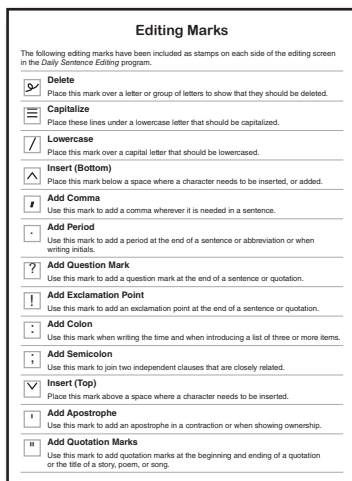 Editing Marks
The following editing marks have been included as stamps on each side of the editing screen
in the Daily Sentence Editing program.
Delete
Place this mark over a letter or group of letters to show that they should be deleted.
Capitalize
Place these lines under a lowercase letter that should be capitalized.
/ Lowercase
Place this mark over a capital letter that should be lowercased.
Insert (Bottom)
Place this mark below a space where a character needs to be inserted, or added.
, Add Comma
Use this mark to add a comma wherever it is needed in a sentence.
. Add Period
Use this mark to add a period at the end of a sentence or abbreviation or when
writing initials.
? Add Question Mark
Use this mark to add a question mark at the end of a sentence or quotation.
! Add Exclamation Point
Use this mark to add an exclamation point at the end of a sentence or quotation.
: Add Colon
Use this mark when writing the time and when introducing a list of three or more items.
; Add Semicolon
Use this mark to join two independent clauses that are closely related.
Insert (Top)
Place this mark above a space where a character needs to be inserted.
' Add Apostrophe
Use this mark to add an apostrophe in a contraction or when showing ownership.
" Add Quotation Marks
Use this mark to add quotation marks at the beginning and ending of a quotation
or the title of a story, poem, or song.